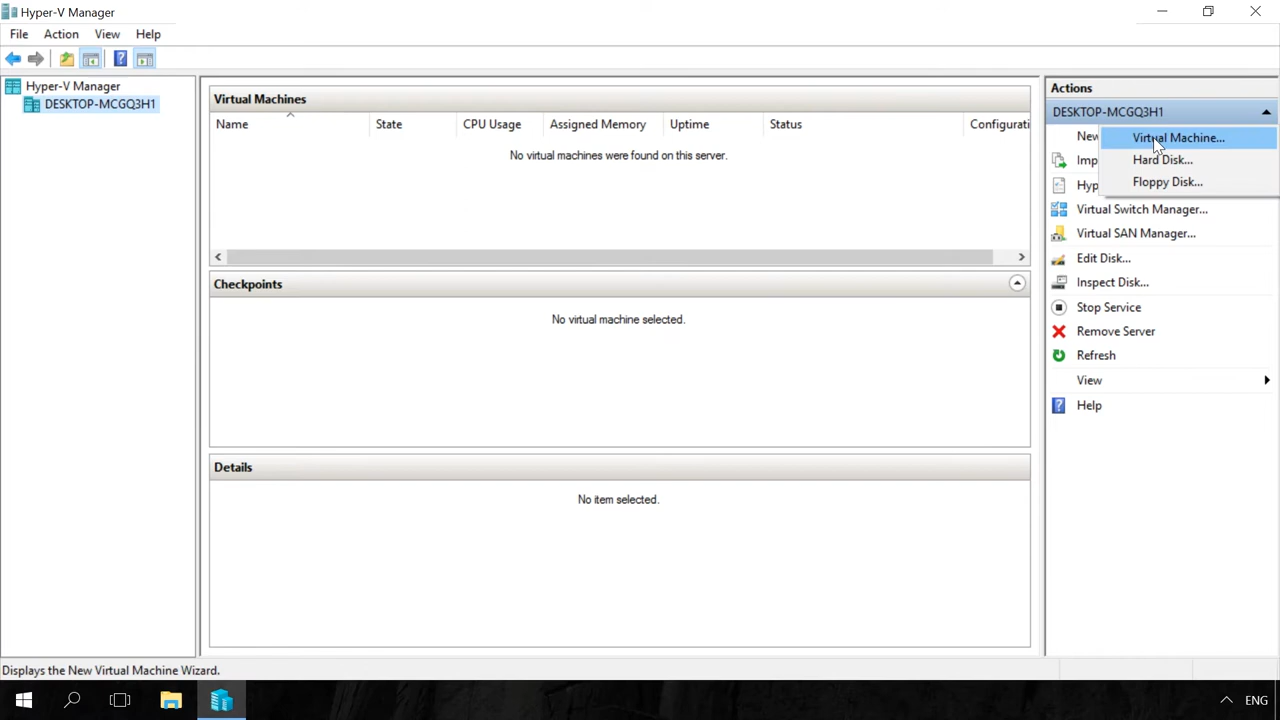 Hyper-V Manager
File Action View Help
Hyper-V Manager
DESKTOP-MCGQ3H1
Virtual Machines
Name State CPU Usage Assigned Memory Uptime Status Configurati
No virtual machines were found on this server.
Checkpoints
No virtual machine selected.
Details
No item selected.
Actions
DESKTOP-MCGQ3H1
New
Virtual Machine...
Imp
Hard Disk...
Hyp
Floppy Disk...
Virtual Switch Manager...
Virtual SAN Manager...
Edit Disk...
Inspect Disk...
Stop Service
Remove Server
Refresh
View
Help
Displays the New Virtual Machine Wizard.
ENG